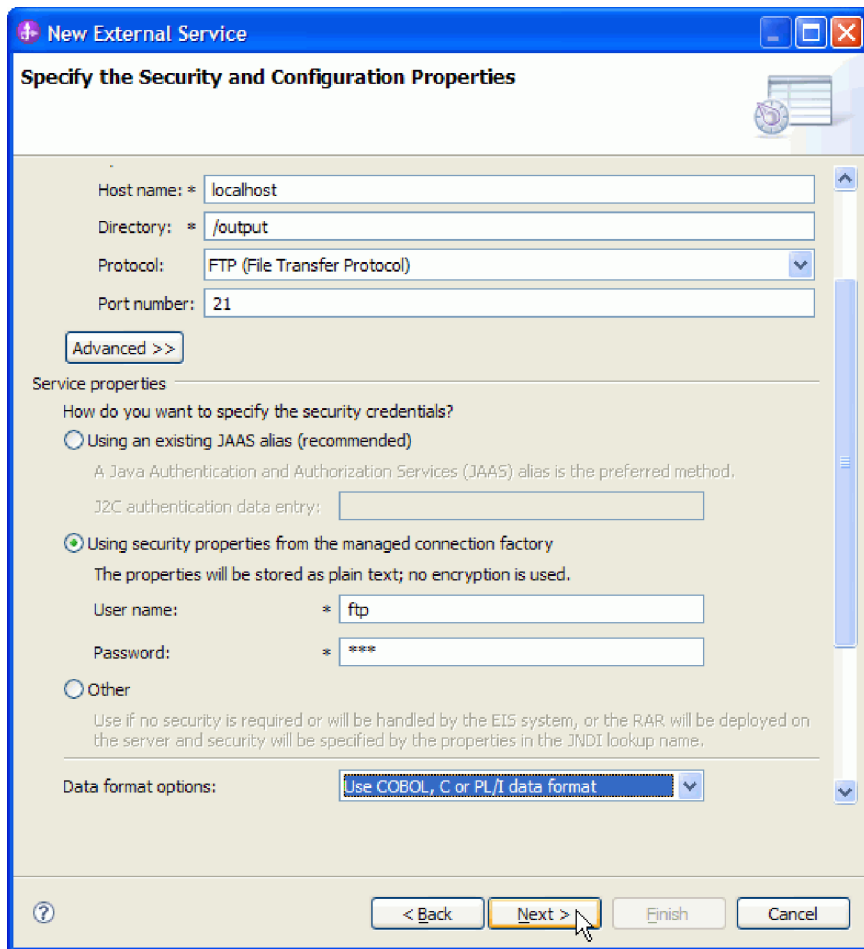 New External Service
Specify the Security and Configuration Properties
Host name: * localhost
Directory: * /output
Protocol: FTP (File Transfer Protocol)
Port number: 21
Advanced >>
Service properties
How do you want to specify the security credentials?
Using an existing JAAS alias (recommended)
A Java Authentication and Authorization Services (JAAS) alias is the preferred method.
J2C authentication data entry:
Using security properties from the managed connection factory
The properties will be stored as plain text; no encryption is used.
User name: * ftp
Password: * ***
Other
Use if no security is required or will be handled by the EIS system, or the RAR will be deployed on
the server and security will be specified by the properties in the JNDI lookup name.
Data format options: Use COBOL, C or PL/I data format
? < Back Next > Finish Cancel